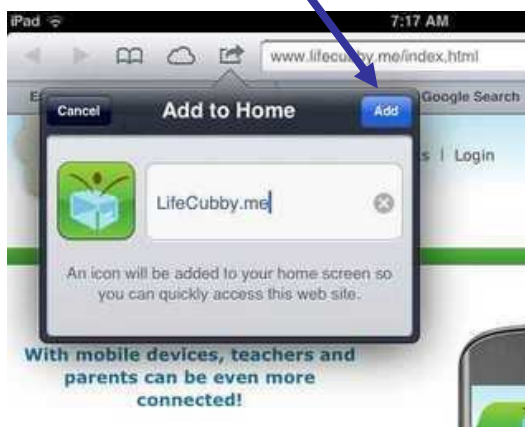 iPad 7:17 AM
www.lifecubby.me/index.html
Google Search
Cancel Add to Home Add
Login
LifeCubby.me
An icon will be added to your home screen so
you can quickly access this web site.
With mobile devices, teachers and
parents can be even more
connected!